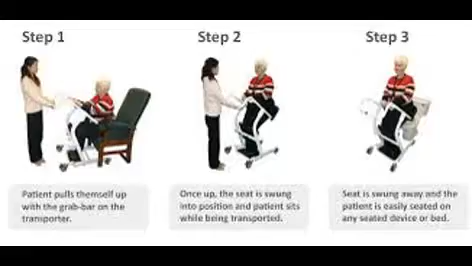 Step 1
Step 2
Step 3
Patient pulls themself up
with the grab-bar on the
transporter.
Once up, the seat is swung
into position and patient sits
while being transported.
Seat is swung away and the
patient is easily seated on
any seated device or bed.